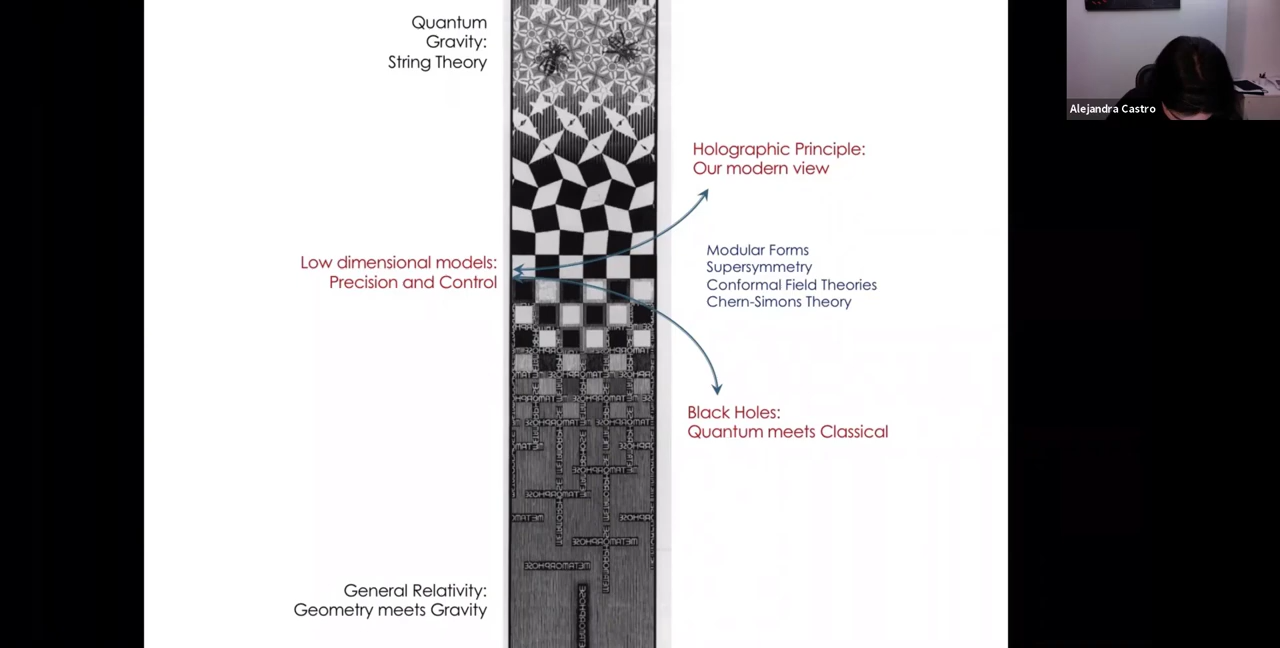 Quantum
Gravity:
String Theory
Alejandra Castro
Holographic Principle:
Our modern view
Low dimensional models:
Precision and Control
Modular Forms
Supersymmetry
Conformal Field Theories
Chern-Simons Theory
Black Holes:
Quantum meets Classical
General Relativity:
Geometry meets Gravity